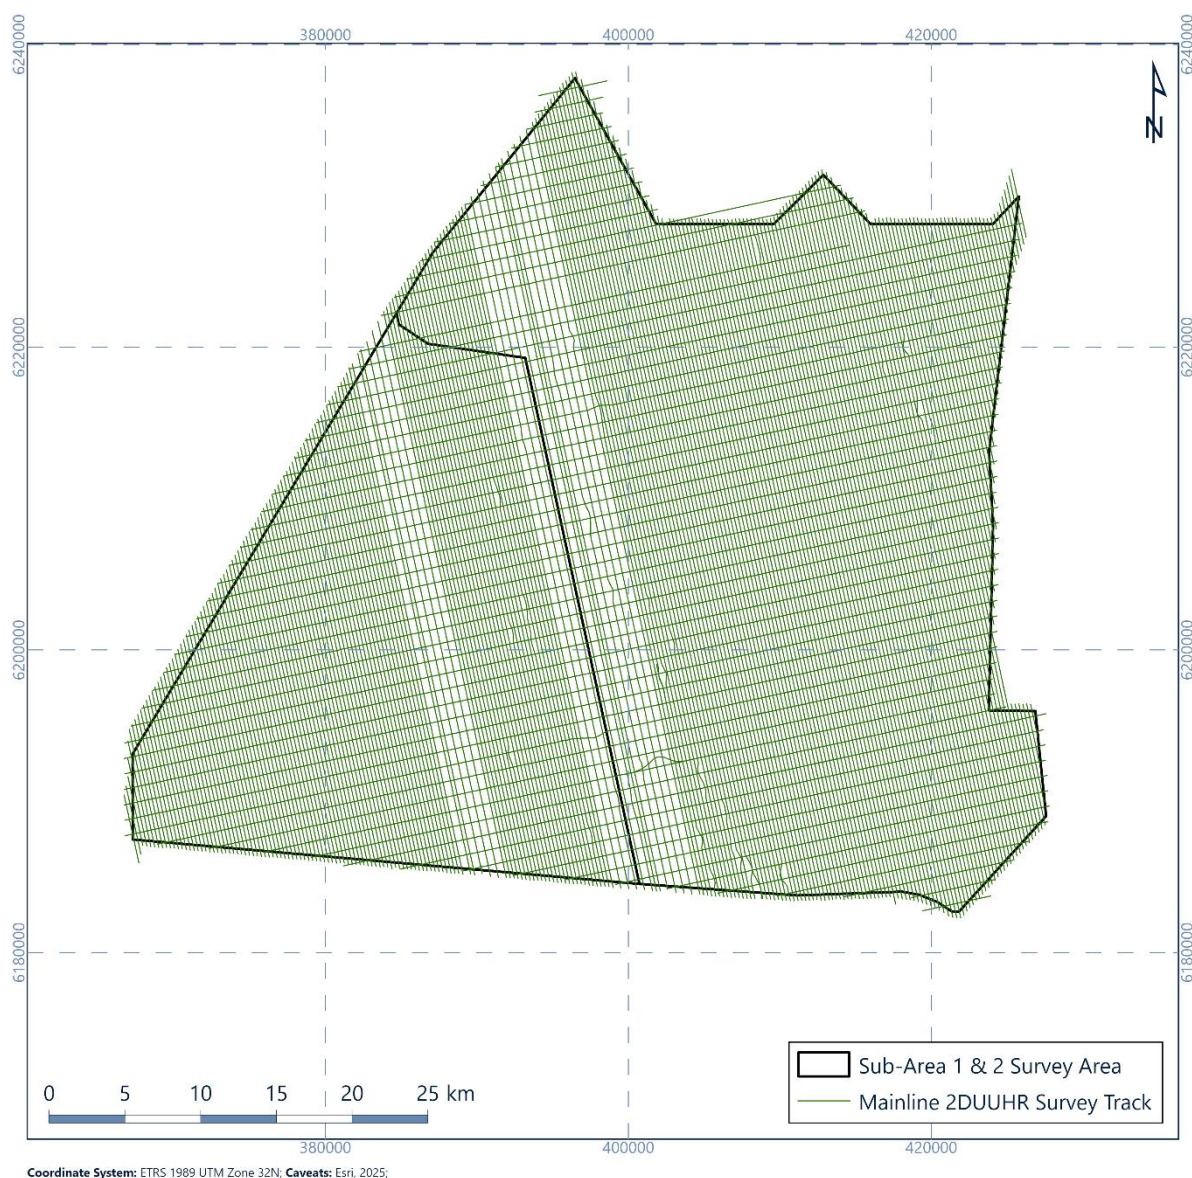 380000 400000 420000
6240000 6240000
N
6220000 6220000
6200000 6200000
6180000 6180000
Sub-Area 1 & 2 Survey Area
Mainline 2DUUHR Survey Track
0 5 10 15 20 25 km
380000 400000 420000
Coordinate System: ETRS 1989 UTM Zone 32N; Caveats: Esri, 2025;